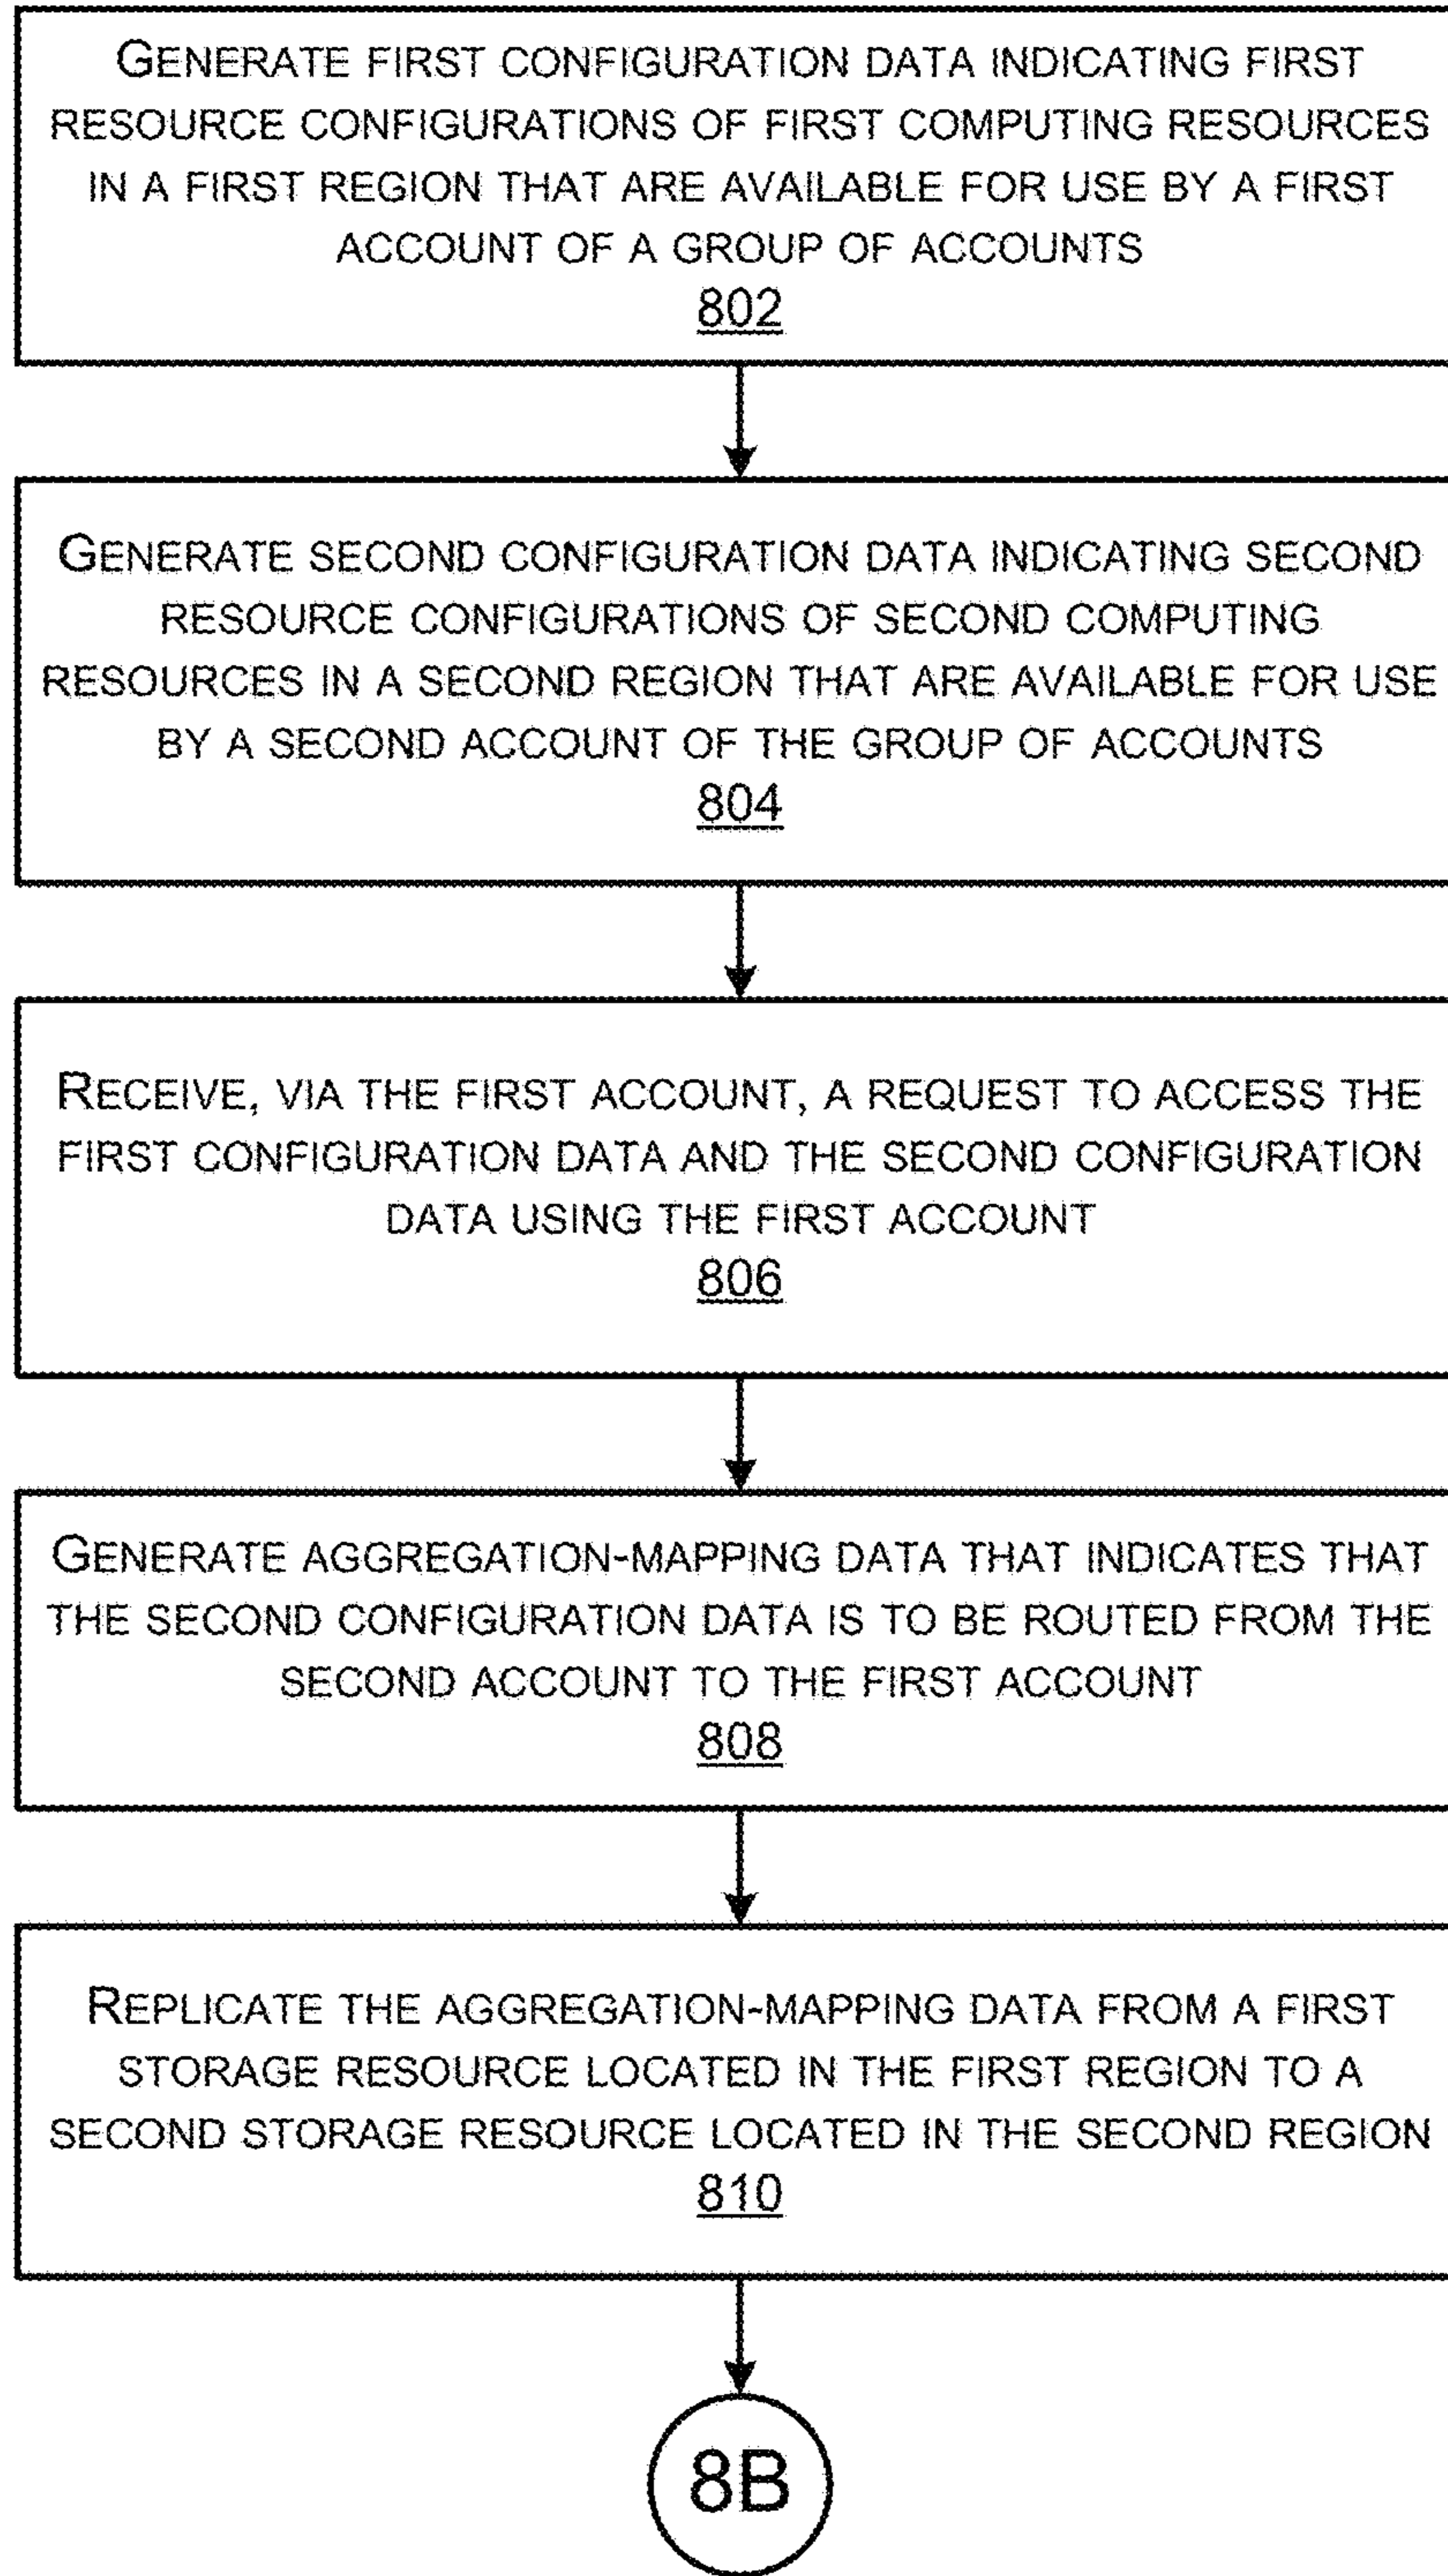 GENERATE FIRST CONFIGURATION DATA INDICATING FIRST
RESOURCE CONFIGURATIONS OF FIRST COMPUTING RESOURCES
IN A FIRST REGION THAT ARE AVAILABLE FOR USE BY A FIRST
ACCOUNT OF A GROUP OF ACCOUNTS
802
GENERATE SECOND CONFIGURATION DATA INDICATING SECOND
RESOURCE CONFIGURATIONS OF SECOND COMPUTING
RESOURCES IN A SECOND REGION THAT ARE AVAILABLE FOR USE
BY A SECOND ACCOUNT OF THE GROUP OF ACCOUNTS
804
RECEIVE, VIA THE FIRST ACCOUNT, A REQUEST TO ACCESS THE
FIRST CONFIGURATION DATA AND THE SECOND CONFIGURATION
DATA USING THE FIRST ACCOUNT
806
GENERATE AGGREGATION-MAPPING DATA THAT INDICATES THAT
THE SECOND CONFIGURATION DATA IS TO BE ROUTED FROM THE
SECOND ACCOUNT TO THE FIRST ACCOUNT
808
REPLICATE THE AGGREGATION-MAPPING DATA FROM A FIRST
STORAGE RESOURCE LOCATED IN THE FIRST REGION TO A
SECOND STORAGE RESOURCE LOCATED IN THE SECOND REGION
810
8B